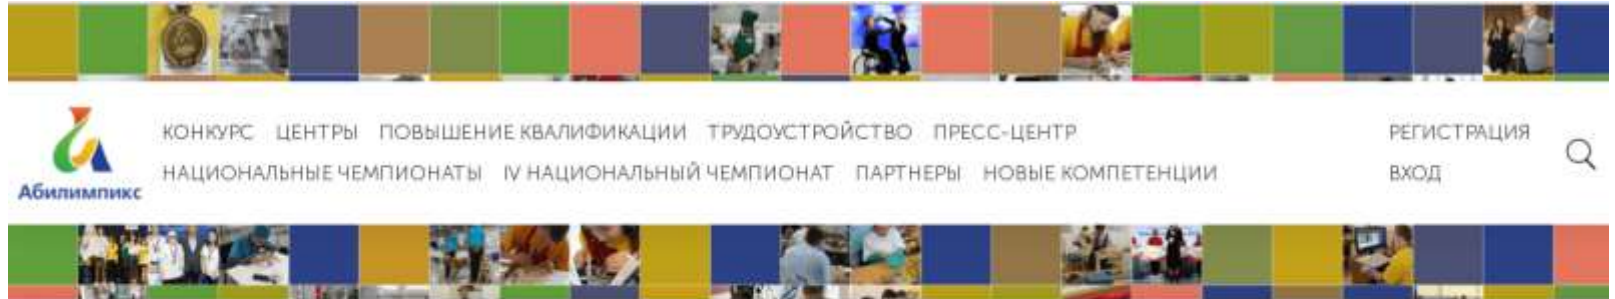 КОНКУРС ЦЕНТРЫ ПОВЫШЕНИЕ КВАЛИФИКАЦИИ ТРУДОУСТРОЙСТВО ПРЕСС-ЦЕНТР РЕГИСТРАЦИЯ
НАЦИОНАЛЬНЫЕ ЧЕМПИОНАТЫ IV НАЦИОНАЛЬНЫЙ ЧЕМПИОНАТ ПАРТНЕРЫ НОВЫЕ КОМПЕТЕНЦИИ ВХОД
Абилимпикс